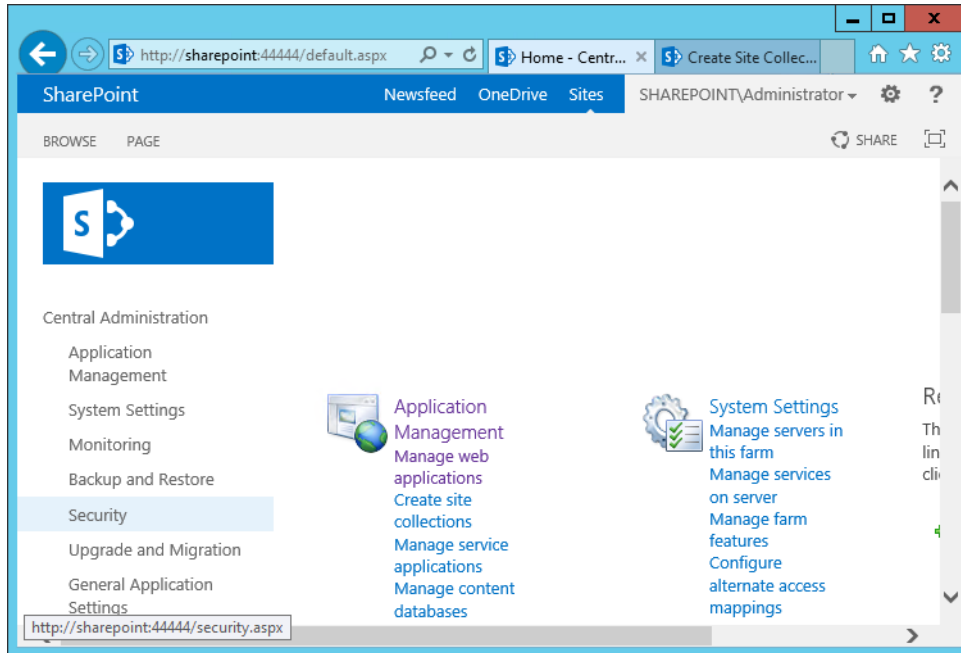 http://sharepoint:44444/default.aspx
Home - Centr...
Create Site Collec...
SharePoint
Newsfeed
OneDrive
Sites
SHAREPOINT\Administrator
?
BROWSE
PAGE
SHARE
S
Central Administration
Application
Management
System Settings
Monitoring
Backup and Restore
Security
Upgrade and Migration
General Application
Settings
Application
Management
Manage web
applications
Create site
collections
Manage service
applications
Manage content
databases
System Settings
Manage servers in
this farm
Manage services
on server
Manage farm
features
Configure
alternate access
mappings
Th
lin
http://sharepoint:44444/security.aspx